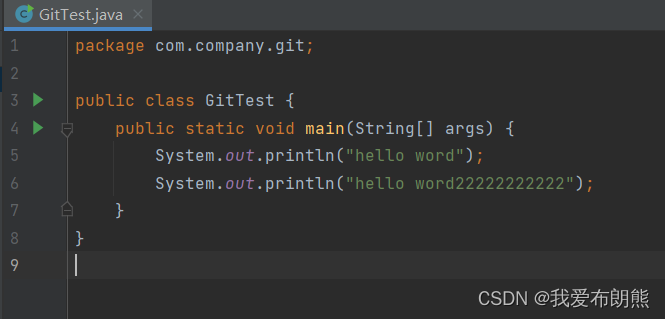 GitTest.java
1 package com.company.git;
2
3 public class GitTest {
4     public static void main(String[] args) {
5         System.out.println("hello word");
6         System.out.println("hello word22222222222");
7     }
8 }
9
CSDN @我爱布朗熊